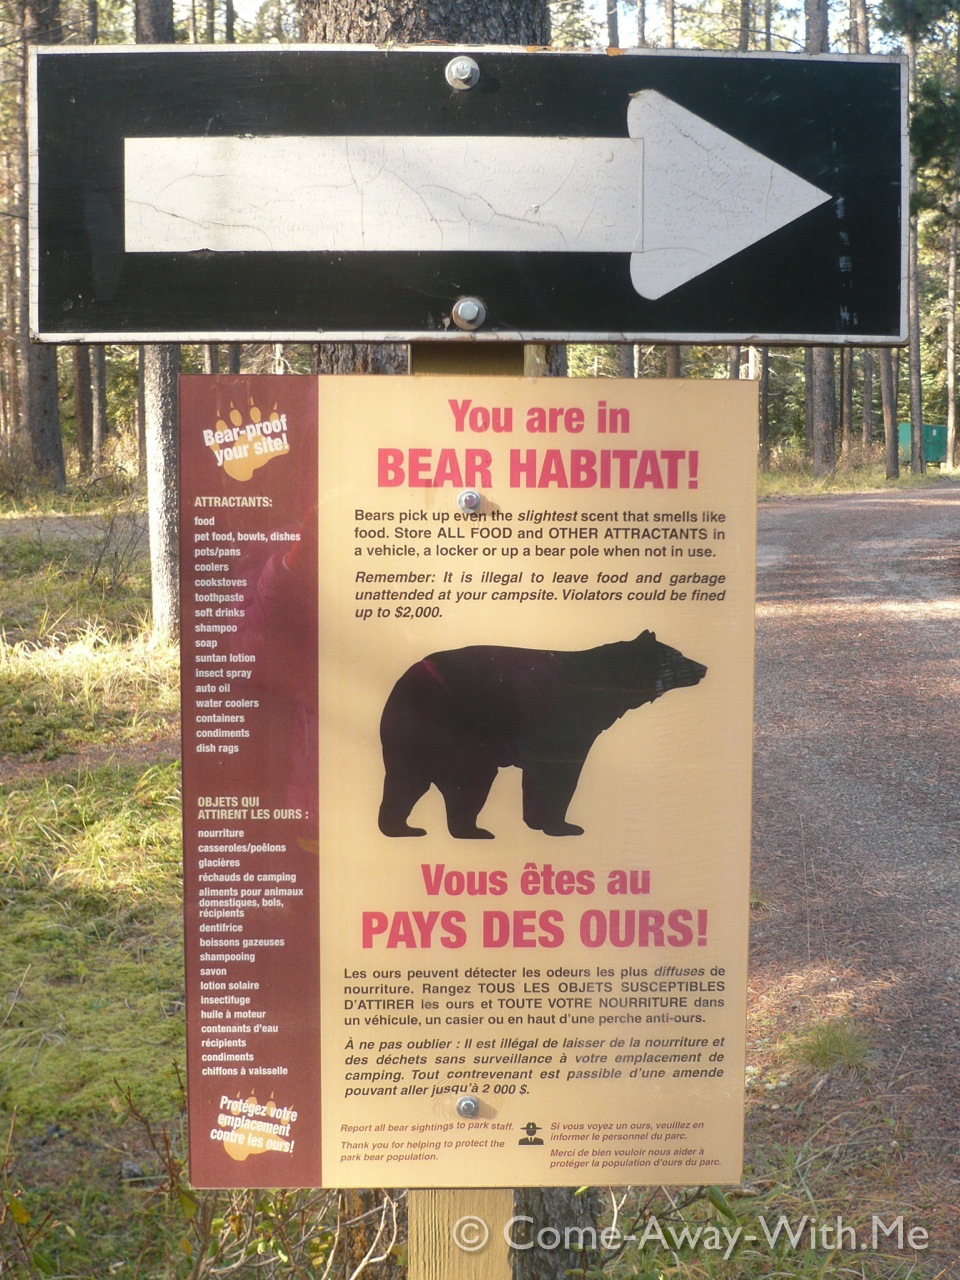 Bear-proof
your site!
ATTRACTANTS:
food
pet food, bowls, dishes
pots/pans
coolers
cookstoves
toothpaste
soft drinks
shampoo
soap
suntan lotion
insect spray
auto oil
water coolers
containers
condiments
dish rags
OBJETS QUI
ATTIRENT LES OURS :
nourriture
casseroles/poêlons
glacières
réchauds de camping
aliments pour animaux
domestiques, bols,
récipients
dentifrice
boissons gazeuses
shampooing
savon
lotion solaire
insectifuge
huile à moteur
contenants d'eau
récipients
condiments
chiffons à vaisselle
Protégez votre
emplacement
contre les ours!
You are in
BEAR HABITAT!
Bears pick up even the slightest scent that smells like
food. Store ALL FOOD and OTHER ATTRACTANTS in
a vehicle, a locker or up a bear pole when not in use.
Remember: It is illegal to leave food and garbage
unattended at your campsite. Violators could be fined
up to $2,000.
Vous êtes au
PAYS DES OURS!
Les ours peuvent détecter les odeurs les plus diffuses de
nourriture. Rangez TOUS LES OBJETS SUSCEPTIBLES
D'ATTIRER les ours et TOUTE VOTRE NOURRITURE dans
un véhicule, un casier ou en haut d'une perche anti-ours.
À ne pas oublier : Il est illégal de laisser de la nourriture et
des déchets sans surveillance à votre emplacement de
camping. Tout contrevenant est passible d'une amende
pouvant aller jusqu'à 2 000 $.
Report all bear sightings to park staff.
Thank you for helping to protect the
park bear population.
Si vous voyez un ours, veuillez en
informer le personnel du parc.
Merci de bien vouloir nous aider à
protéger la population d'ours du parc.
© Come-Away-With.Me